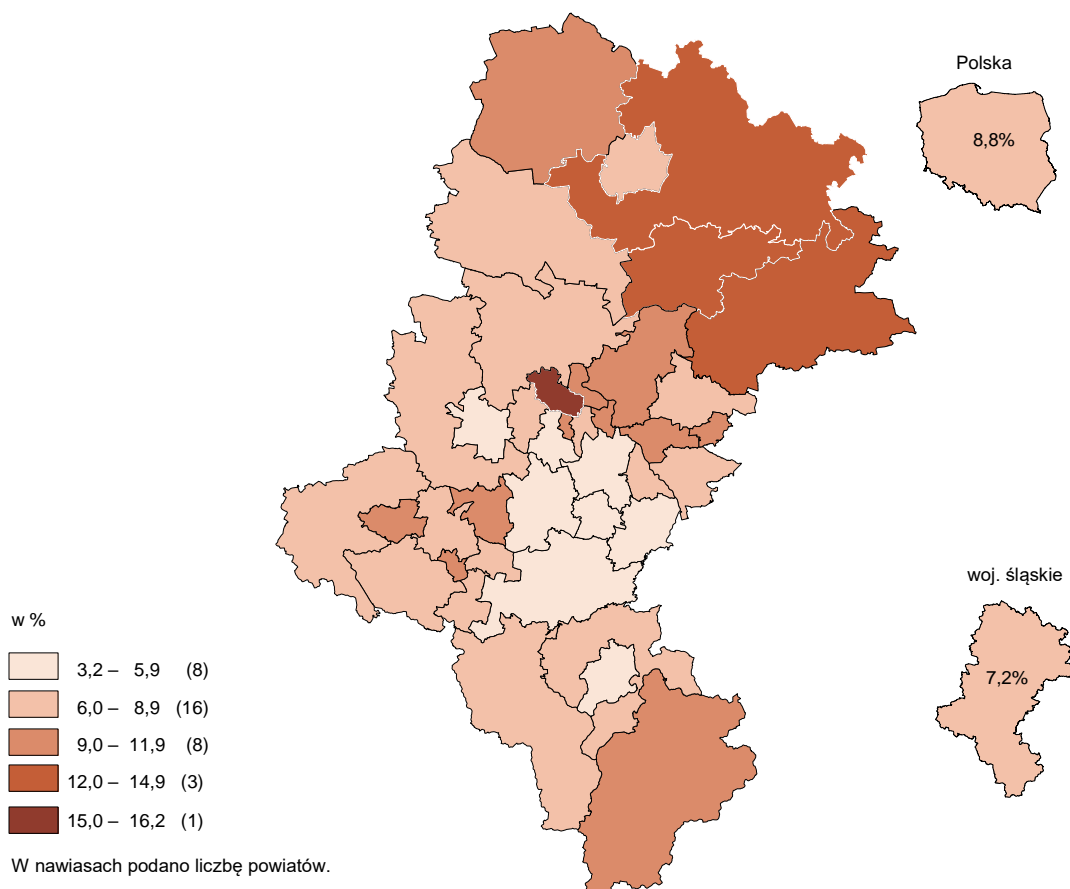 Polska
8,8%
woj. śląskie
7,2%
w %
3,2 – 5,9 (8)
6,0 – 8,9 (16)
9,0 – 11,9 (8)
12,0 – 14,9 (3)
15,0 – 16,2 (1)
W nawiasach podano liczbę powiatów.